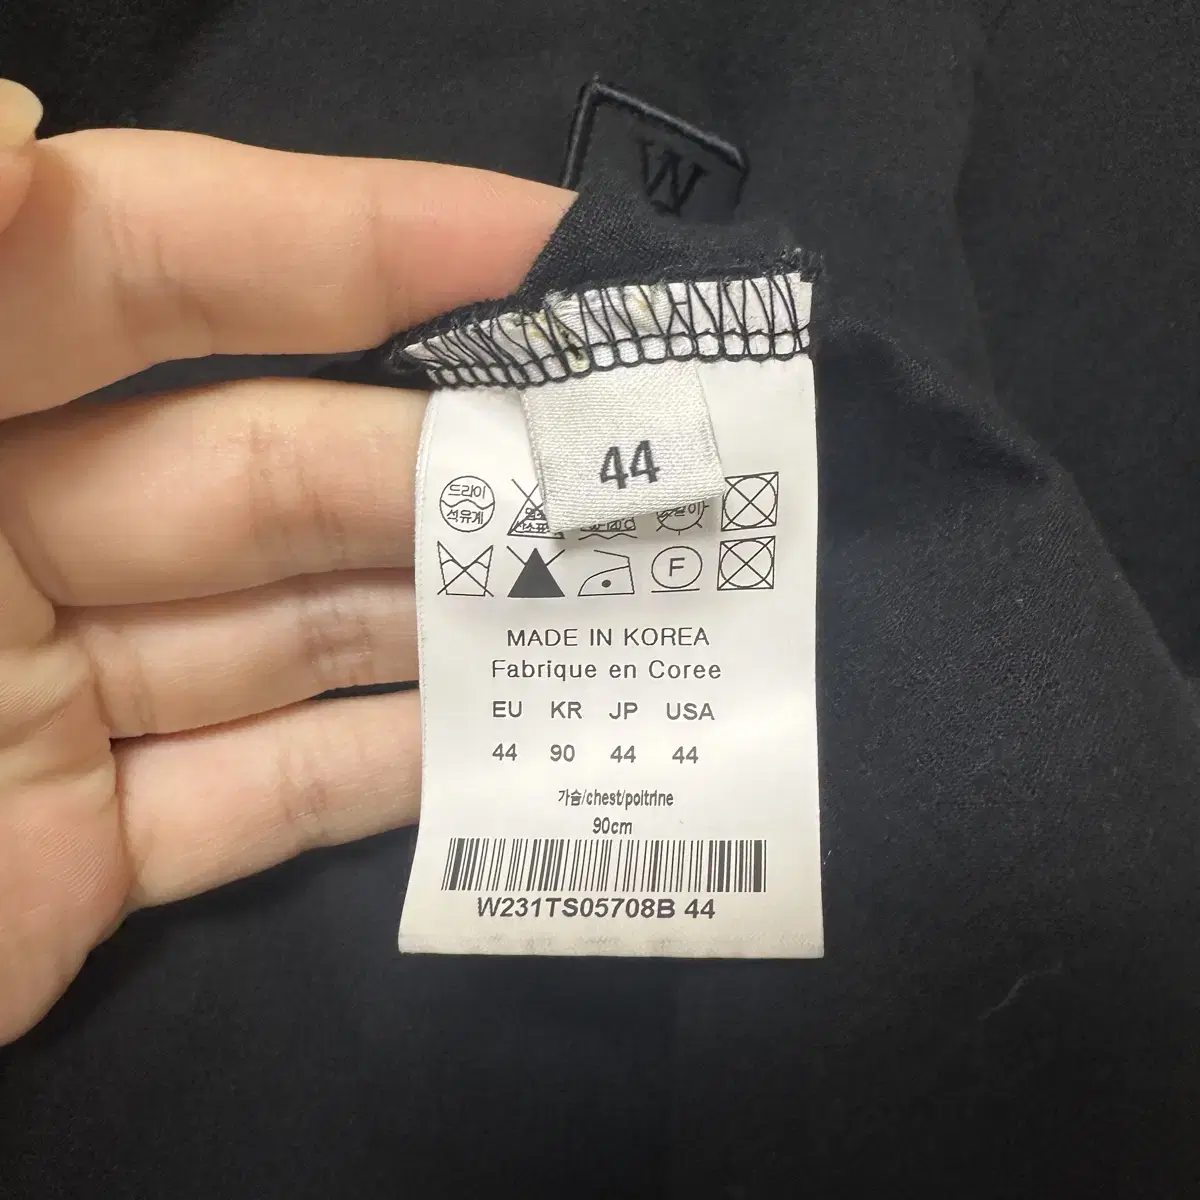 W
44
드라이
석유계
F
MADE IN KOREA
Fabrique en Coree
EU KR JP USA
44 90 44 44
가슴/chest/poitrine
90cm
W231TS05708B 44